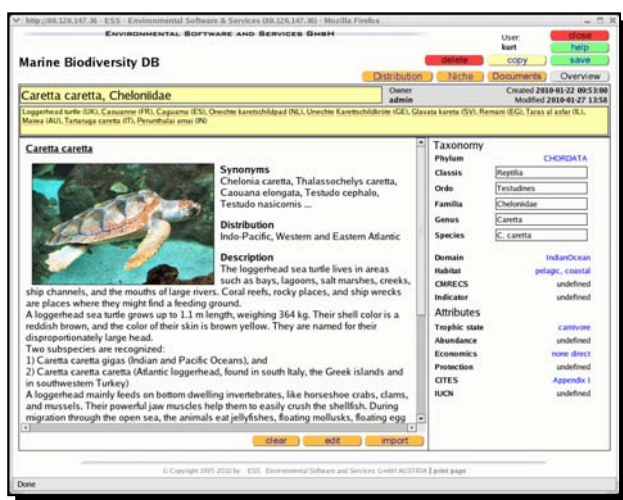 http://80.120.147.30 - ESS - Environmental Software & Services (80.120.147.30) - Mozilla Firefox
ENVIRONMENTAL SOFTWARE AND SERVICES GMBH
User:
kurt
close
help
Marine Biodiversity DB
delete
copy
save
Distribution
Niche
Documents
Overview
Caretta caretta, Cheloniidae
Owner
admin
Created 2010-01-22 09:53:00
Modified 2010-01-27 13:58
Loggerhead turtle (UK), Casuanne (FR), Caguama (ES), Onechte karetschildpad (NL), Unechte Karettschildkröte (GE), Glavata kareta (SV), Remani (EG), Taras al asfar (IL),
Maiwa (AU), Tartaruga caretta (IT), Perunthalai amai (IN)
Caretta caretta
Synonyms
Chelonia caretta, Thalassochelys caretta,
Caouana elongata, Testudo cephalo,
Testudo nasicornis ...
Distribution
Indo-Pacific, Western and Eastern Atlantic
Description
The loggerhead sea turtle lives in areas
such as bays, lagoons, salt marshes, creeks,
ship channels, and the mouths of large rivers. Coral reefs, rocky places, and ship wrecks
are places where they might find a feeding ground.
A loggerhead sea turtle grows up to 1.1 m length, weighing 364 kg. Their shell color is a
reddish brown, and the color of their skin is brown yellow. They are named for their
disproportionately large head.
Two subspecies are recognized:
1) Caretta caretta gigas (Indian and Pacific Oceans), and
2) Caretta caretta caretta (Atlantic loggerhead, found in south Italy, the Greek islands and
in southwestern Turkey)
A loggerhead mainly feeds on bottom dwelling invertebrates, like horseshoe crabs, clams,
and mussels. Their powerful jaw muscles help them to easily crush the shellfish. During
migration through the open sea, the animals eat jellyfishes, floating mollusks, floating egg
clear
edit
import
Taxonomy
Phylum CHORDATA
Classis Reptilia
Ordo Testudines
Familia Cheloniidae
Genus Caretta
Species C. caretta
Domain IndianOcean
Habitat pelagic, coastal
CMRECS undefined
Indicator undefined
Attributes
Trophic state carnivore
Abundance undefined
Economics none direct
Protection undefined
CITES Appendix I
IUCN undefined
© Copyright 1995-2010 by ESS Environmental Software and Services GmbH AUSTRIA | print page
Done